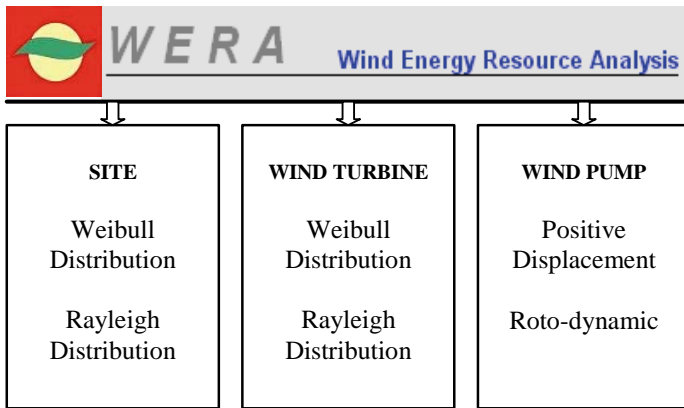 WERA
Wind Energy Resource Analysis
SITE
Weibull
Distribution
Rayleigh
Distribution
WIND TURBINE
Weibull
Distribution
Rayleigh
Distribution
WIND PUMP
Positive
Displacement
Roto-dynamic